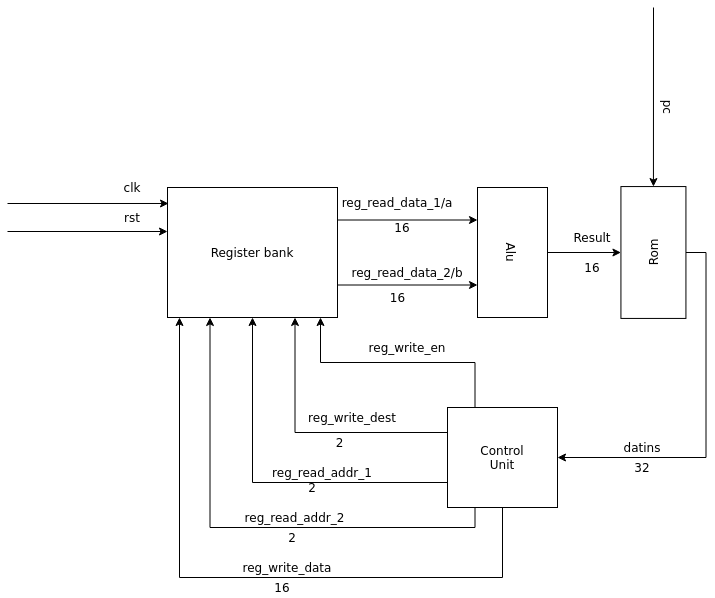 pc
clk
rst
Register bank
reg_read_data_1/a
16
reg_read_data_2/b
16
Alu
Result
16
Rom
reg_write_en
reg_write_dest
2
reg_read_addr_1
2
reg_read_addr_2
2
reg_write_data
16
Control
Unit
datins
32